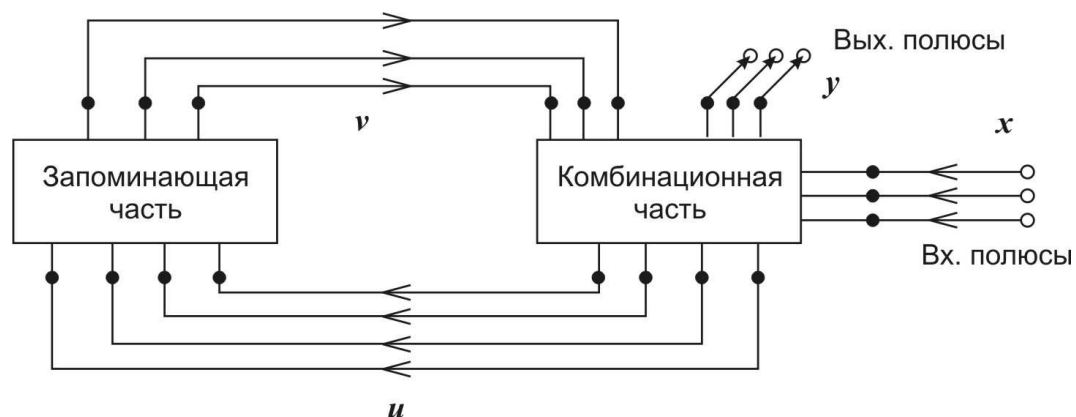 Вых. полюсы
y
v
x
Запоминающая
часть
Комбинационная
часть
Вх. полюсы
u